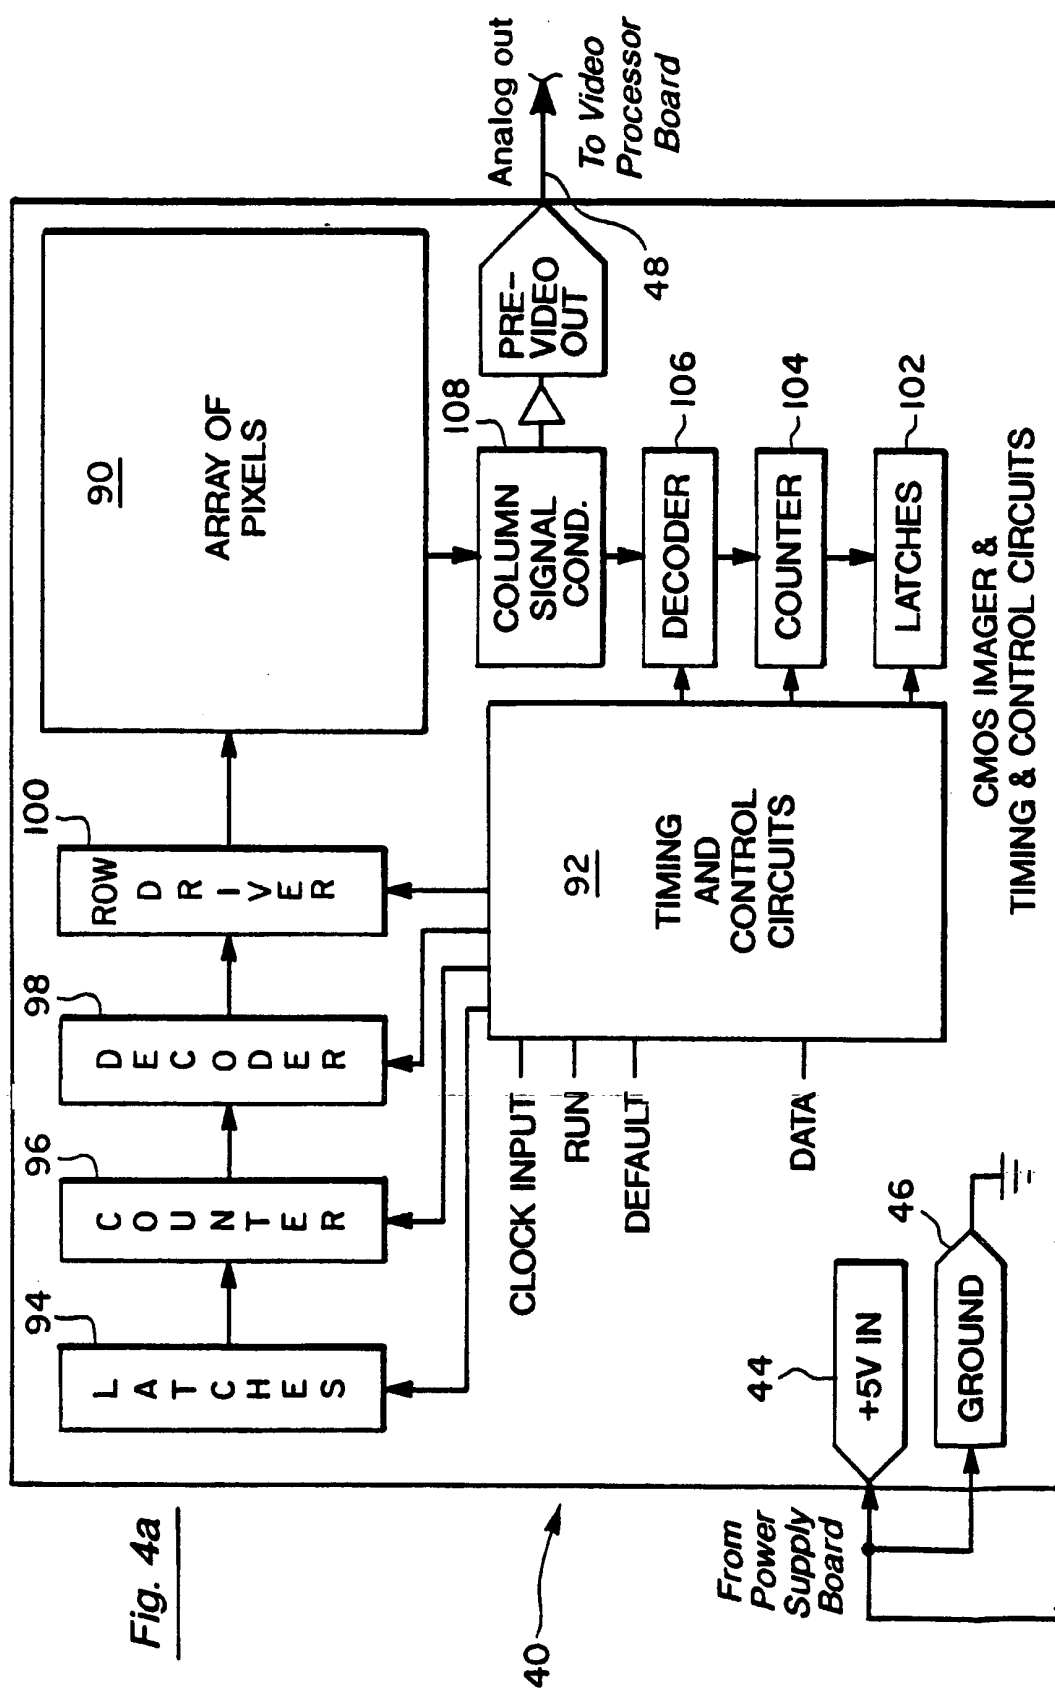 Fig. 4a
40
94
LATCHES
96
COUNTER
98
DECODER
100
ROW
DRIVER
90
ARRAY OF
PIXELS
92
TIMING
AND
CONTROL
CIRCUITS
CLOCK INPUT
RUN
DEFAULT
DATA
108
COLUMN
SIGNAL
COND.
PRE-
VIDEO
OUT
Analog out
To Video
Processor
Board
48
DECODER
106
COUNTER
104
LATCHES
102
From
Power
Supply
Board
44
+5V IN
46
GROUND
CMOS IMAGER &
TIMING & CONTROL CIRCUITS